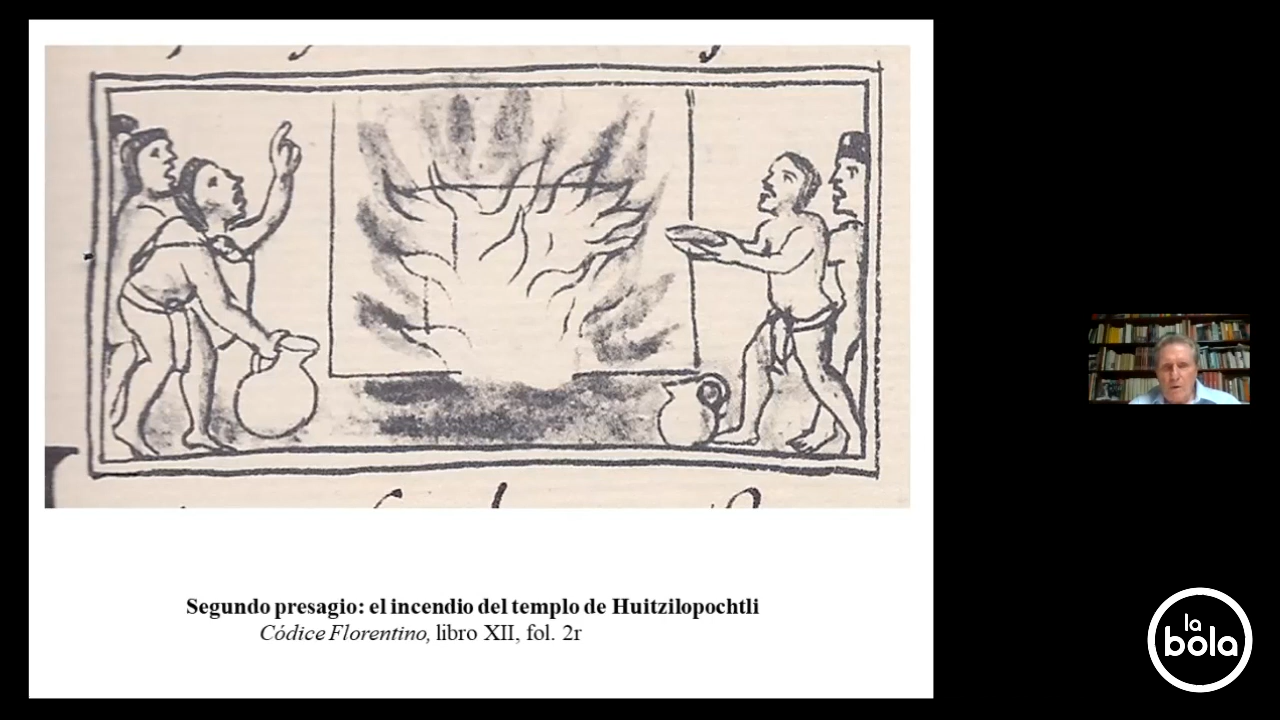 Segundo presagio: el incendio del templo de Huitzilopochtli
Códice Florentino, libro XII, fol. 2r
la
bola